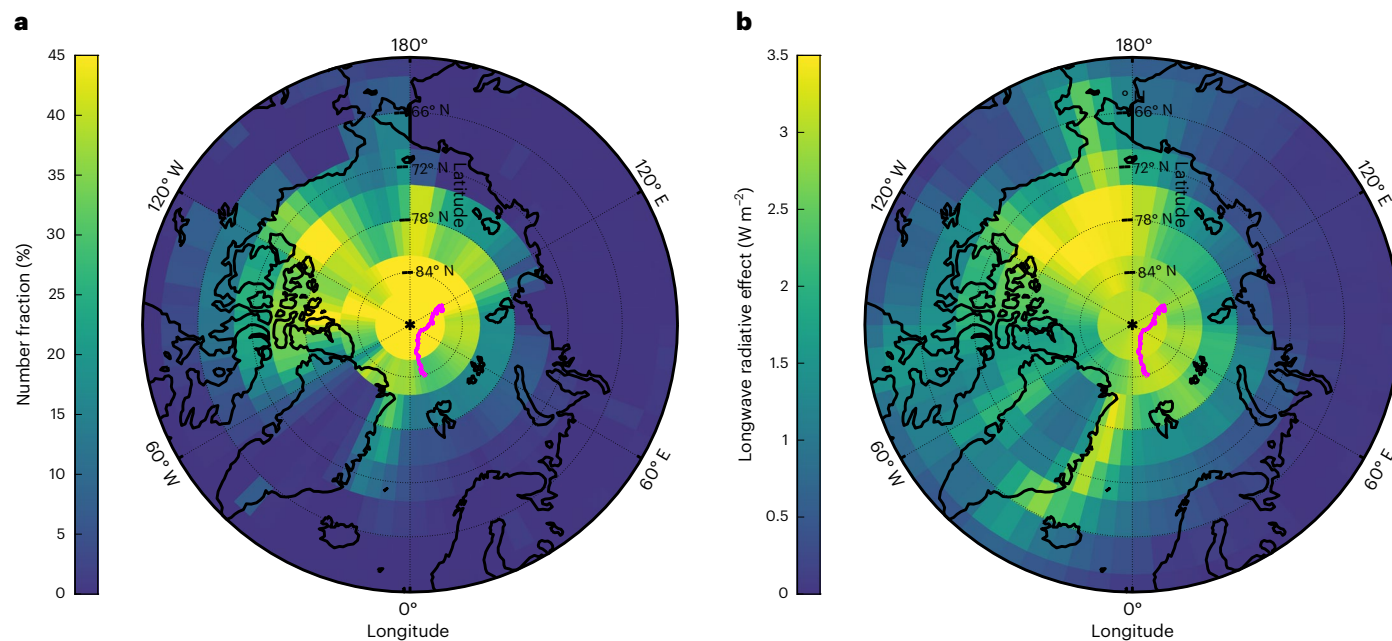 a
Number fraction (%)
45
40
35
30
25
20
15
10
5
0
180°
120° W
120° E
66° N
72° N
78° N
84° N
Latitude
60° W
60° E
0°
Longitude
b
Longwave radiative effect (W m−2)
3.5
3
2.5
2
1.5
1
0.5
0
180°
120° W
120° E
66° N
72° N
78° N
84° N
Latitude
60° W
60° E
0°
Longitude